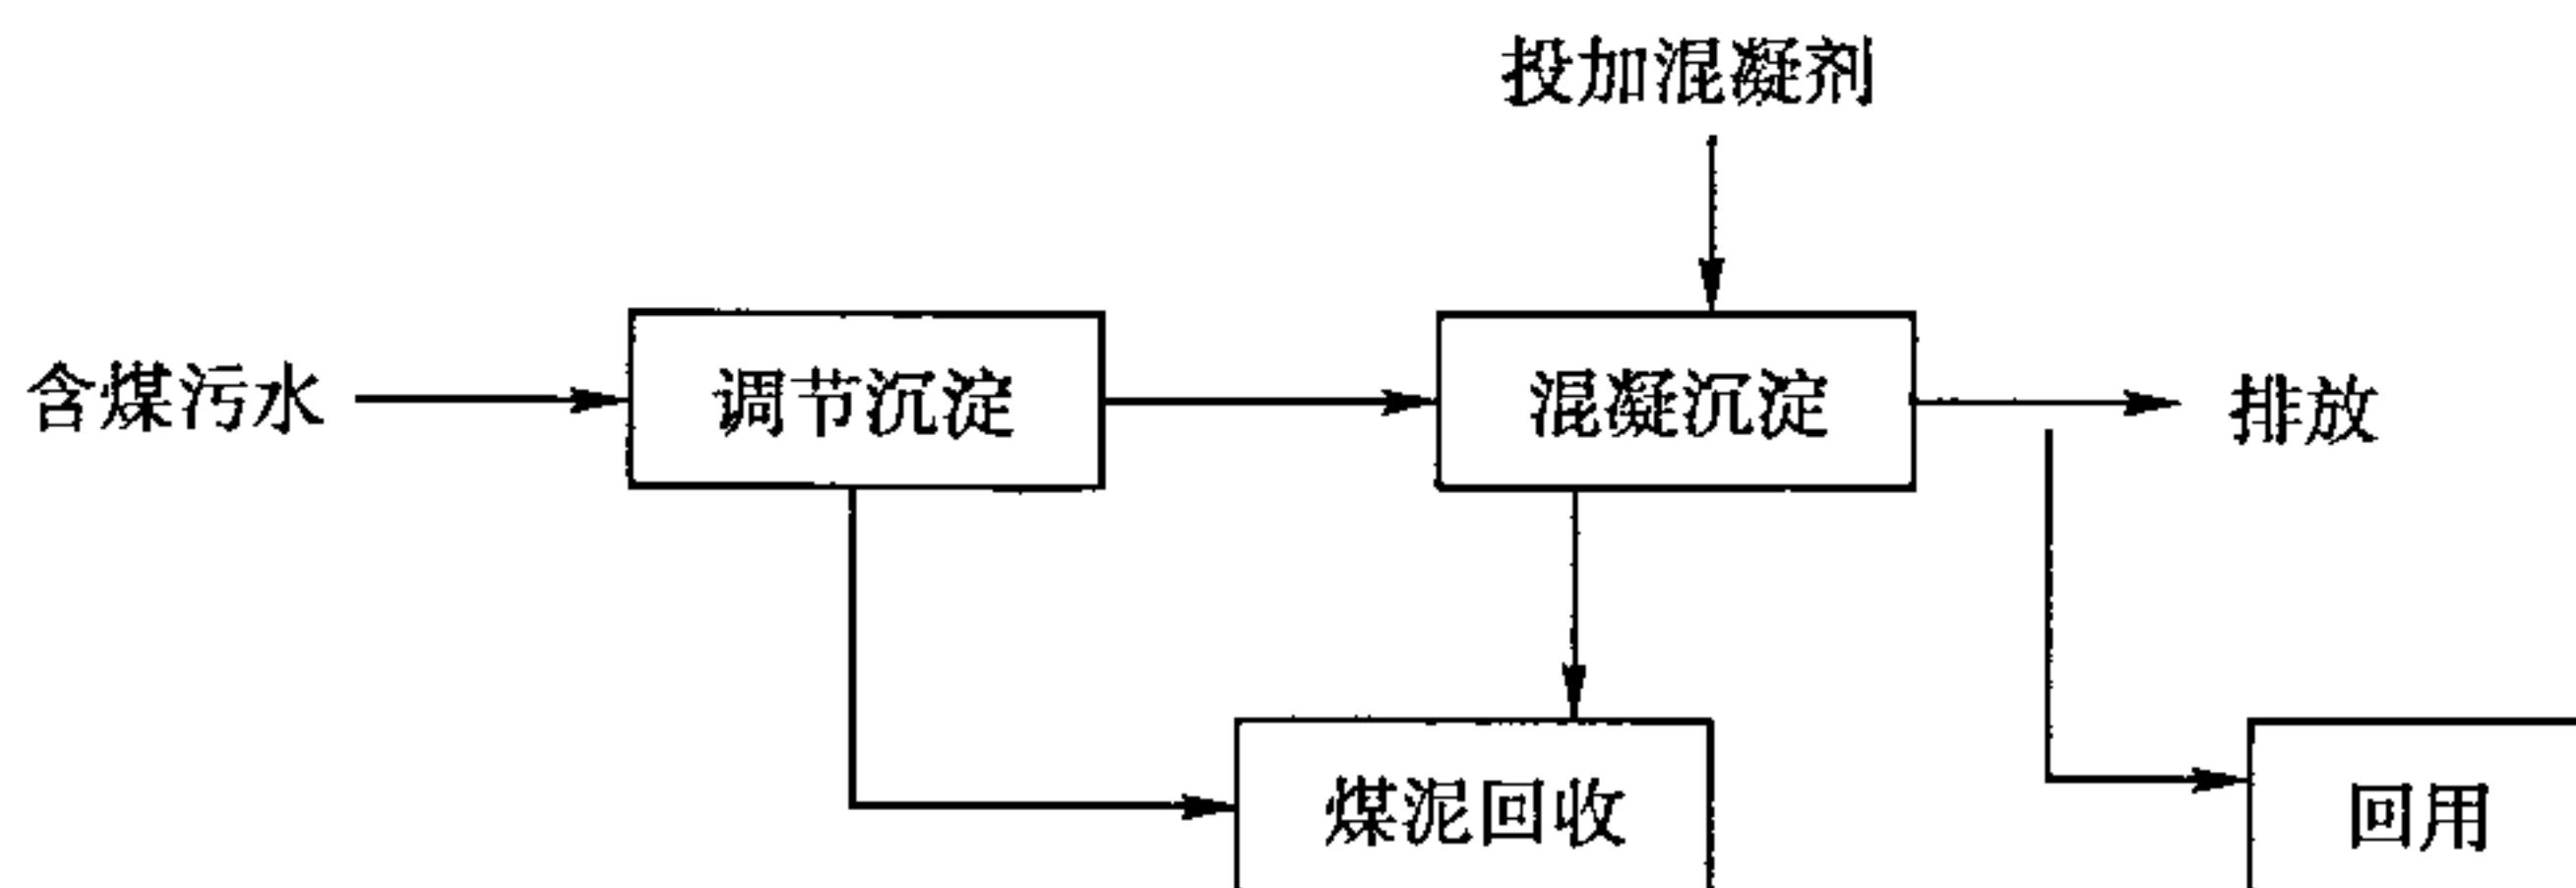 投加混凝剂
含煤污水
调节沉淀
混凝沉淀
排放
煤泥回收
回用